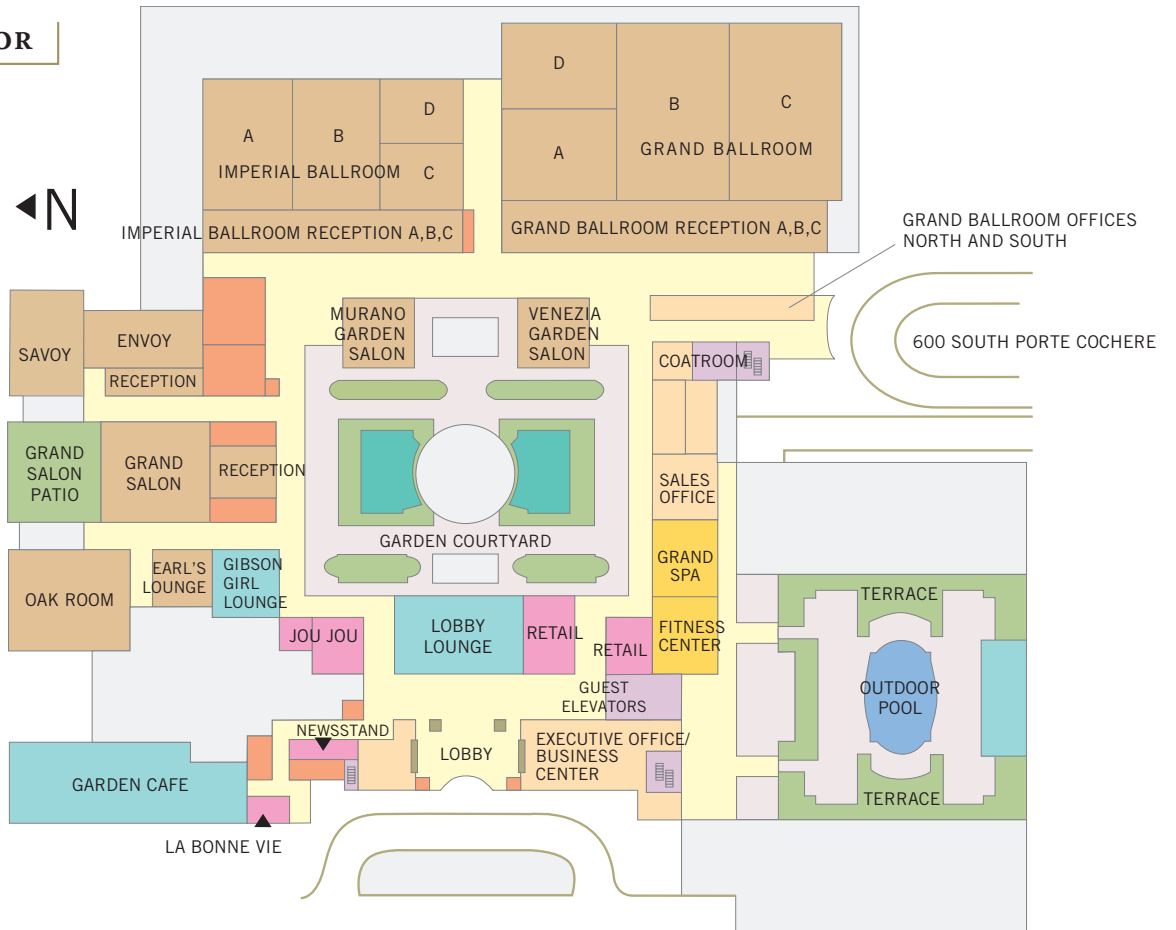 OR
D
B
C
A
GRAND BALLROOM
GRAND BALLROOM RECEPTION A,B,C
A
B
D
C
IMPERIAL BALLROOM
IMPERIAL BALLROOM RECEPTION A,B,C
N
GRAND BALLROOM OFFICES
NORTH AND SOUTH
600 SOUTH PORTE COCHERE
SAVOY
ENVOY
RECEPTION
MURANO
GARDEN
SALON
VENEZIA
GARDEN
SALON
COATROOM
GRAND
SALON
PATIO
GRAND
SALON
RECEPTION
SALES
OFFICE
GARDEN COURTYARD
GRAND
SPA
OAK ROOM
EARL'S
LOUNGE
GIBSON
GIRL
LOUNGE
JOU JOU
LOBBY
LOUNGE
RETAIL
RETAIL
FITNESS
CENTER
TERRACE
OUTDOOR
POOL
TERRACE
GUEST
ELEVATORS
NEWSSTAND
LOBBY
EXECUTIVE OFFICE/
BUSINESS
CENTER
GARDEN CAFE
LA BONNE VIE